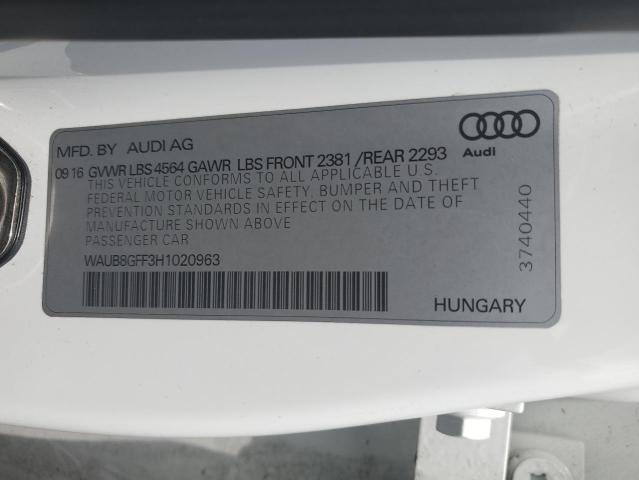 MFD. BY AUDI AG
Audi
09 16 GVWR LBS 4564 GAWR LBS FRONT 2381 /REAR 2293
THIS VEHICLE CONFORMS TO ALL APPLICABLE U.S.
FEDERAL MOTOR VEHICLE SAFETY, BUMPER AND THEFT
PREVENTION STANDARDS IN EFFECT ON THE DATE OF
MANUFACTURE SHOWN ABOVE
PASSENGER CAR
WAUB8GFF3H1020963
HUNGARY
3740440